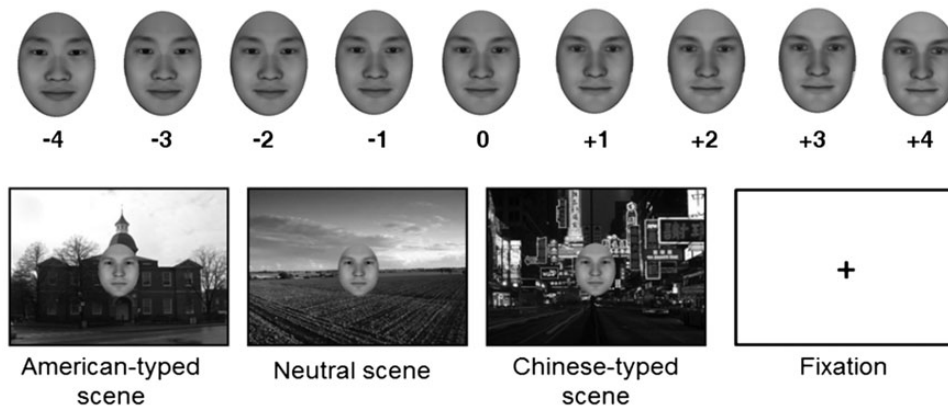 -4 -3 -2 -1 0 +1 +2 +3 +4
American-typed scene
Neutral scene
Chinese-typed scene
Fixation